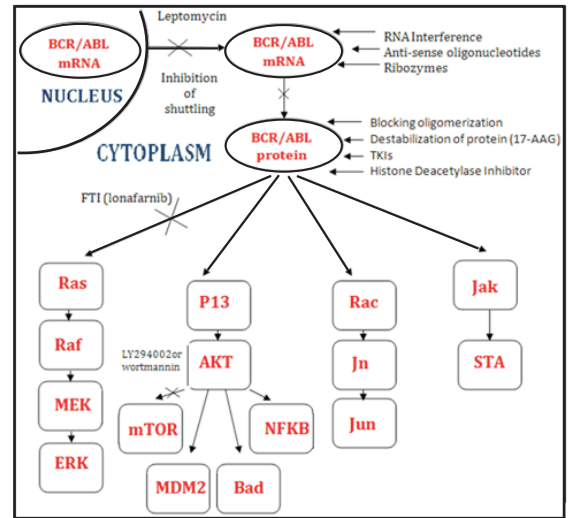 Leptomycin
BCR/ABL
mRNA
NUCLEUS
Inhibition
of
shuttling
BCR/ABL
mRNA
RNA Interference
Anti-sense oligonucleotides
Ribozymes
CYTOPLASM
BCR/ABL
protein
Blocking oligomerization
Destabilization of protein (17-AAG)
TKIs
Histone Deacetylase Inhibitor
FTI (lonafarnib)
Ras
Raf
MEK
ERK
P13
LY294002or
wortmannin
AKT
mTOR
NFKB
MDM2
Bad
Rac
Jn
Jun
Jak
STA